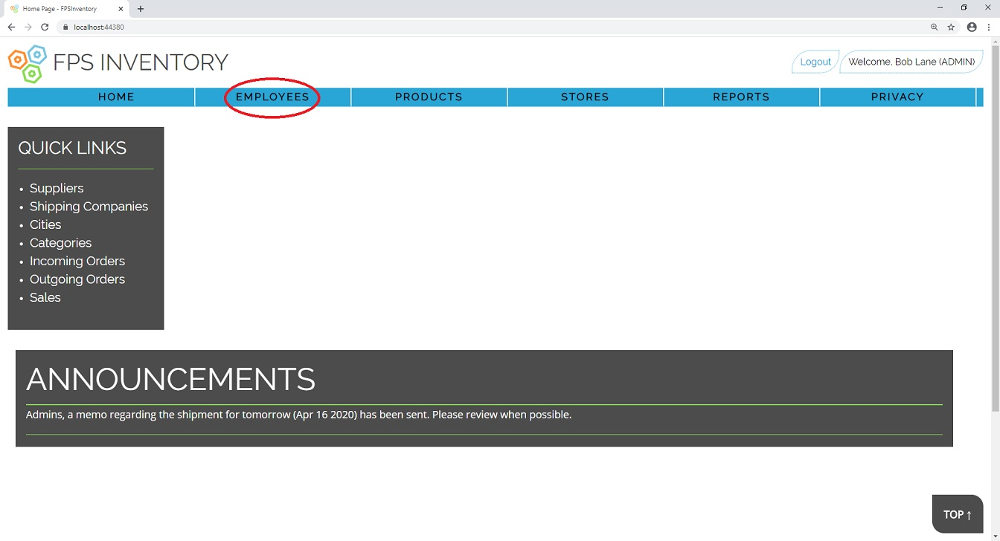 Home Page - FPSInventory
localhost:44380
FPS INVENTORY
Logout
Welcome, Bob Lane (ADMIN)
HOME EMPLOYEES PRODUCTS STORES REPORTS PRIVACY
QUICK LINKS
• Suppliers
• Shipping Companies
• Cities
• Categories
• Incoming Orders
• Outgoing Orders
• Sales
ANNOUNCEMENTS
Admins, a memo regarding the shipment for tomorrow (Apr 16 2020) has been sent. Please review when possible.
TOP ↑